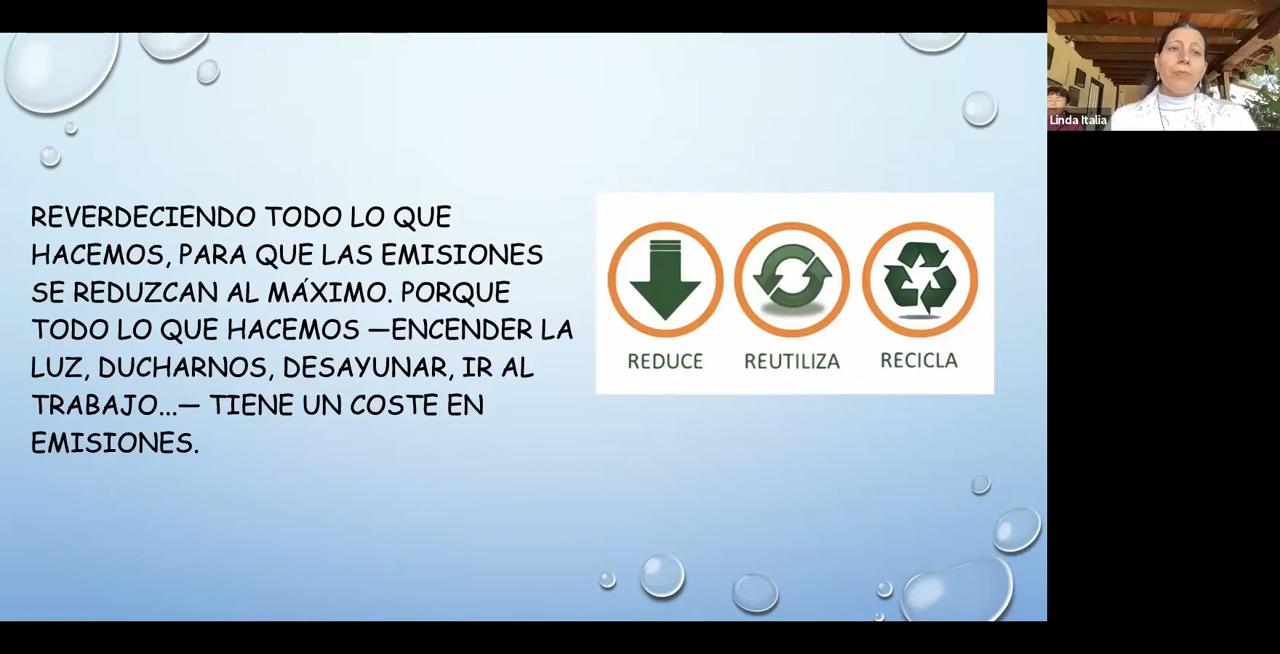 REVERDECIENDO TODO LO QUE
HACEMOS, PARA QUE LAS EMISIONES
SE REDUZCAN AL MÁXIMO. PORQUE
TODO LO QUE HACEMOS —ENCENDER LA
LUZ, DUCHARNOS, DESAYUNAR, IR AL
TRABAJO...— TIENE UN COSTE EN
EMISIONES.
REDUCE REUTILIZA RECICLA
Linda Italia